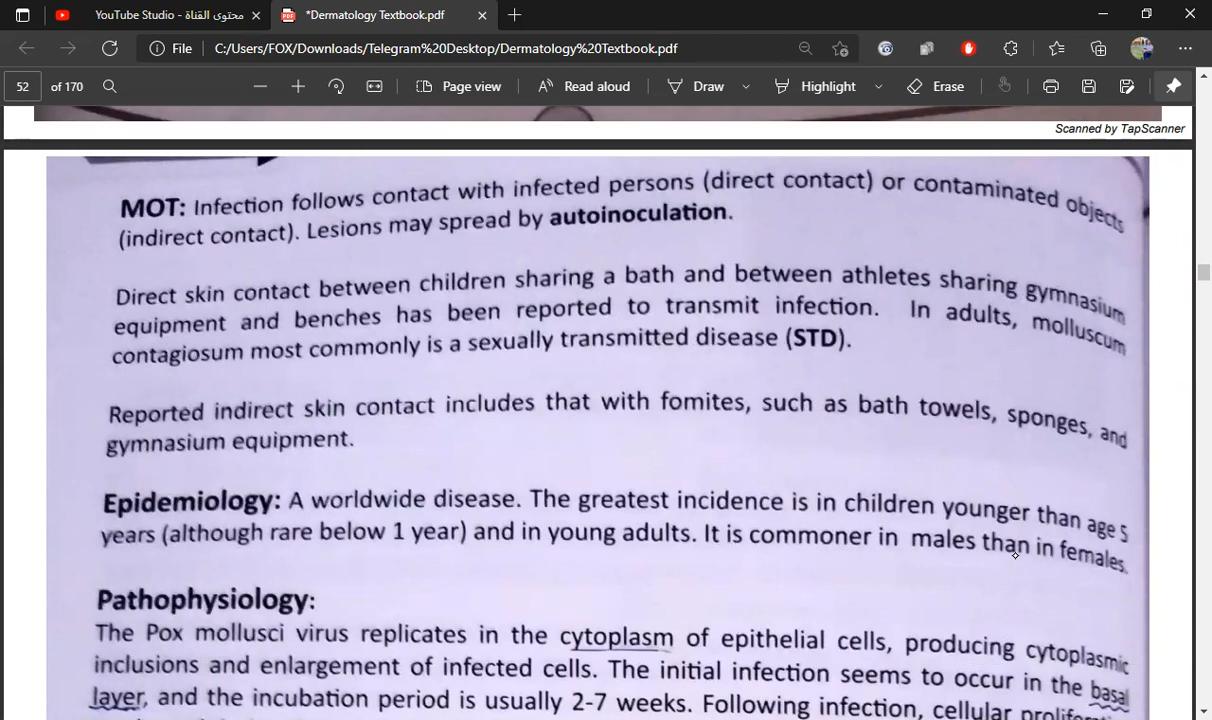 YouTube Studio - محتوى القناة
*Dermatology Textbook.pdf
File C:/Users/FOX/Downloads/Telegram%20Desktop/Dermatology%20Textbook.pdf
52 of 170 Page view Read aloud Draw Highlight Erase
Scanned by TapScanner
MOT: Infection follows contact with infected persons (direct contact) or contaminated objects
(indirect contact). Lesions may spread by autoinoculation.
Direct skin contact between children sharing a bath and between athletes sharing gymnasium
equipment and benches has been reported to transmit infection. In adults, molluscum
contagiosum most commonly is a sexually transmitted disease (STD).
Reported indirect skin contact includes that with fomites, such as bath towels, sponges, and
gymnasium equipment.
Epidemiology: A worldwide disease. The greatest incidence is in children younger than age 5
years (although rare below 1 year) and in young adults. It is commoner in males than in females.
Pathophysiology:
The Pox mollusci virus replicates in the cytoplasm of epithelial cells, producing cytoplasmic
inclusions and enlargement of infected cells. The initial infection seems to occur in the basal
layer, and the incubation period is usually 2-7 weeks. Following infection, cellular